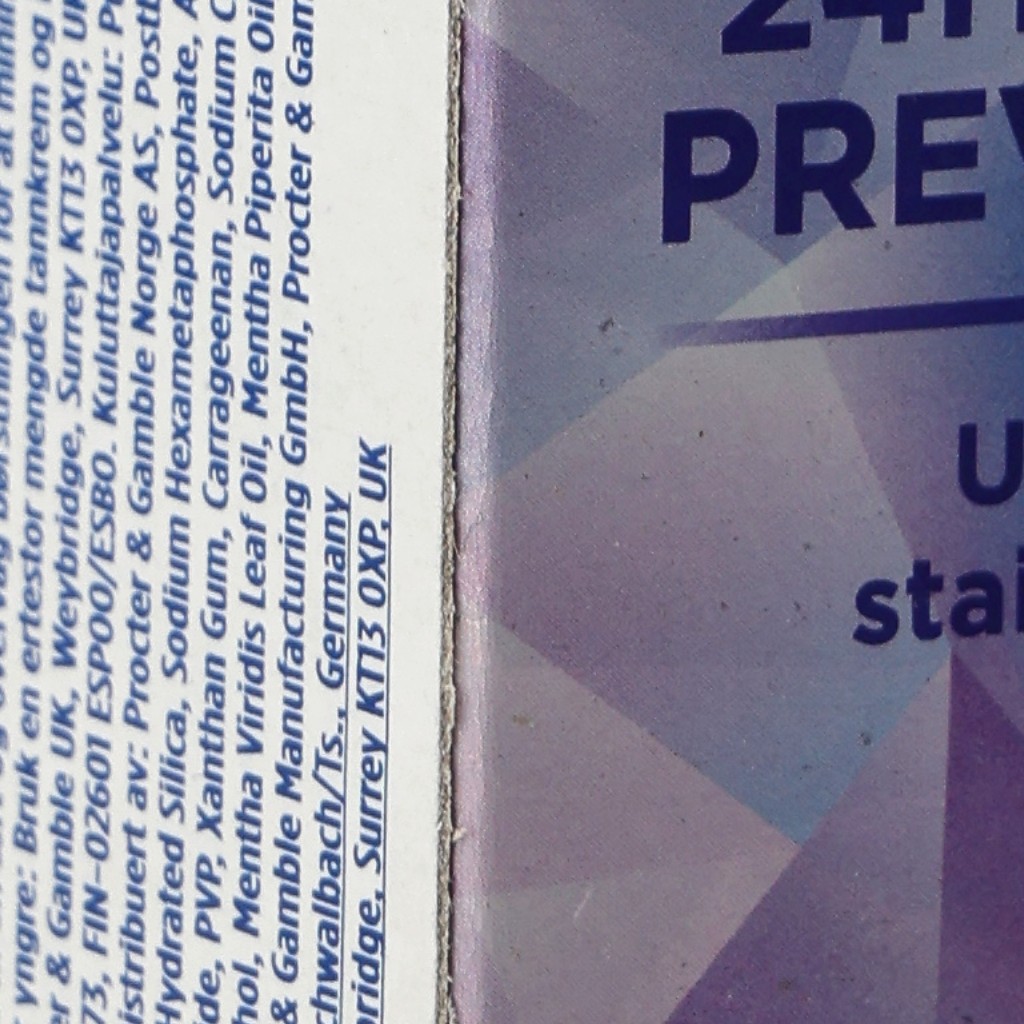 yngre: Bruk en ertestor mengde tannkrem og
& Gamble UK, Weybridge, Surrey KT13 0XP, UK
73, FIN-02601 ESPOO/ESBO. Kuluttajapalvelu:
istribuert av: Procter & Gamble Norge AS, Postb
Hydrated Silica, Sodium Hexametaphosphate,
ide, PVP, Xanthan Gum, Carrageenan, Sodium C
hol, Mentha Viridis Leaf Oil, Mentha Piperita Oil
& Gamble Manufacturing GmbH, Procter & Gam
chwalbach/Ts., Germany
bridge, Surrey KT13 0XP, UK
24H
PREV
U
stai